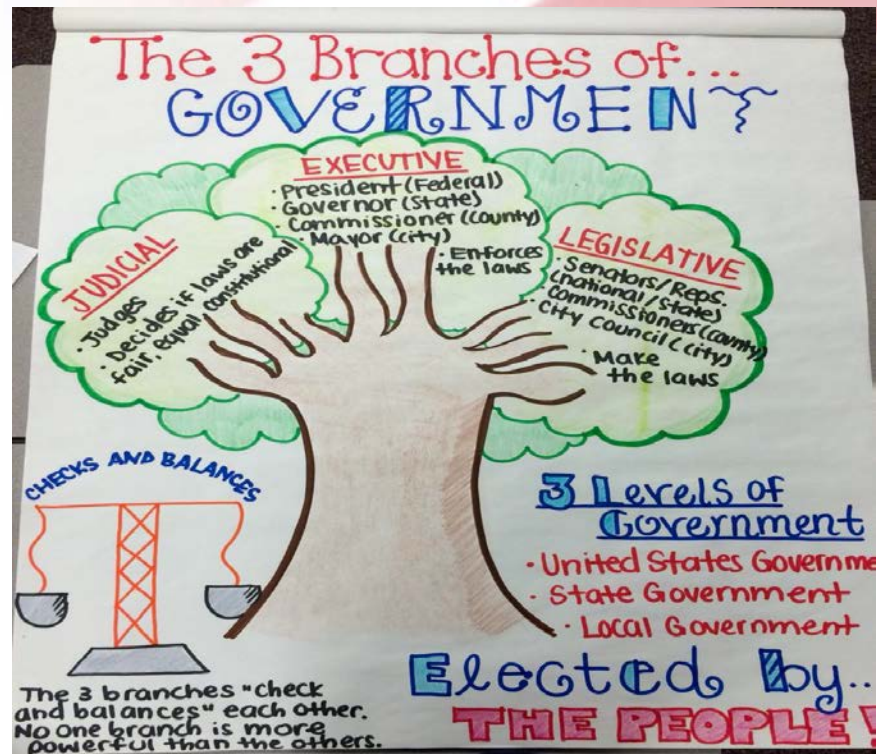 The 3 Branches of...
GOVERNMENT
EXECUTIVE
· President (Federal)
· Governor (State)
· Commissioner (county)
· Mayor (city)
· Enforces
the laws
JUDICIAL
· Judges
· Decides if laws are
fair, equal, constitutional
LEGISLATIVE
· Senators/Reps.
(national/state)
· Commissioners (county)
· City Council (city)
· Make
the laws
CHECKS AND BALANCES
The 3 branches "check
and balances" each other.
No one branch is more
powerful than the others.
3 Levels of
Government
· United States Governme
· State Government
· Local Government
Elected by...
THE PEOPLE!